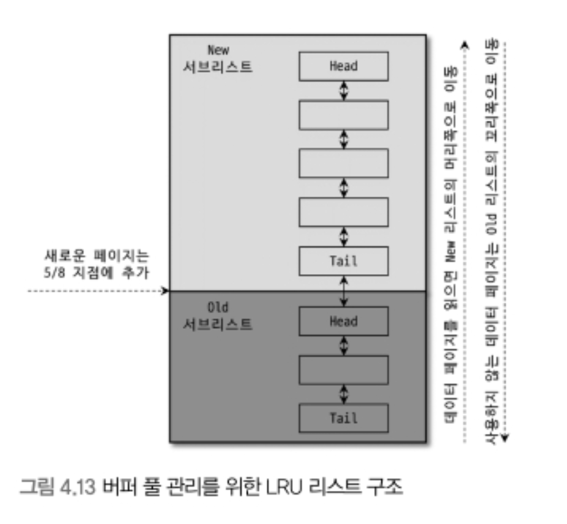 New
서브리스트
Head
Tail
새로운 페이지는
5/8 지점에 추가
Old
서브리스트
Head
Tail
데이터 페이지를 읽으면 New 리스트의 머리쪽으로 이동
사용하지 않는 데이터 페이지는 Old 리스트의 꼬리쪽으로 이동
그림 4.13 버퍼 풀 관리를 위한 LRU 리스트 구조